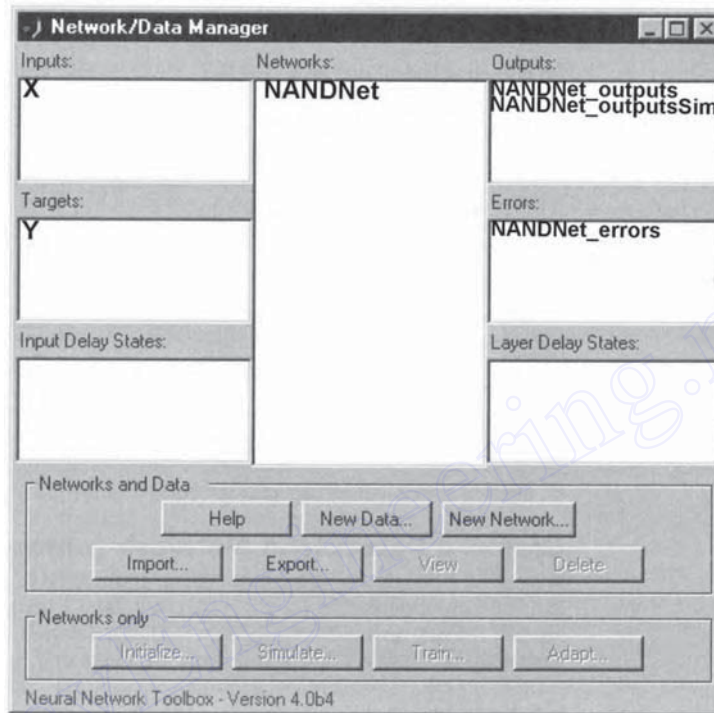 Network/Data Manager
Inputs: Networks: Outputs:
X NANDNet NANDNet_outputs
NANDNet_outputsSim
Targets: Errors:
Y NANDNet_errors
Input Delay States: Layer Delay States:
Networks and Data
Help New Data... New Network...
Import... Export... View Delete
Networks only
Initialize... Simulate... Train... Adapt...
Neural Network Toolbox - Version 4.0b4